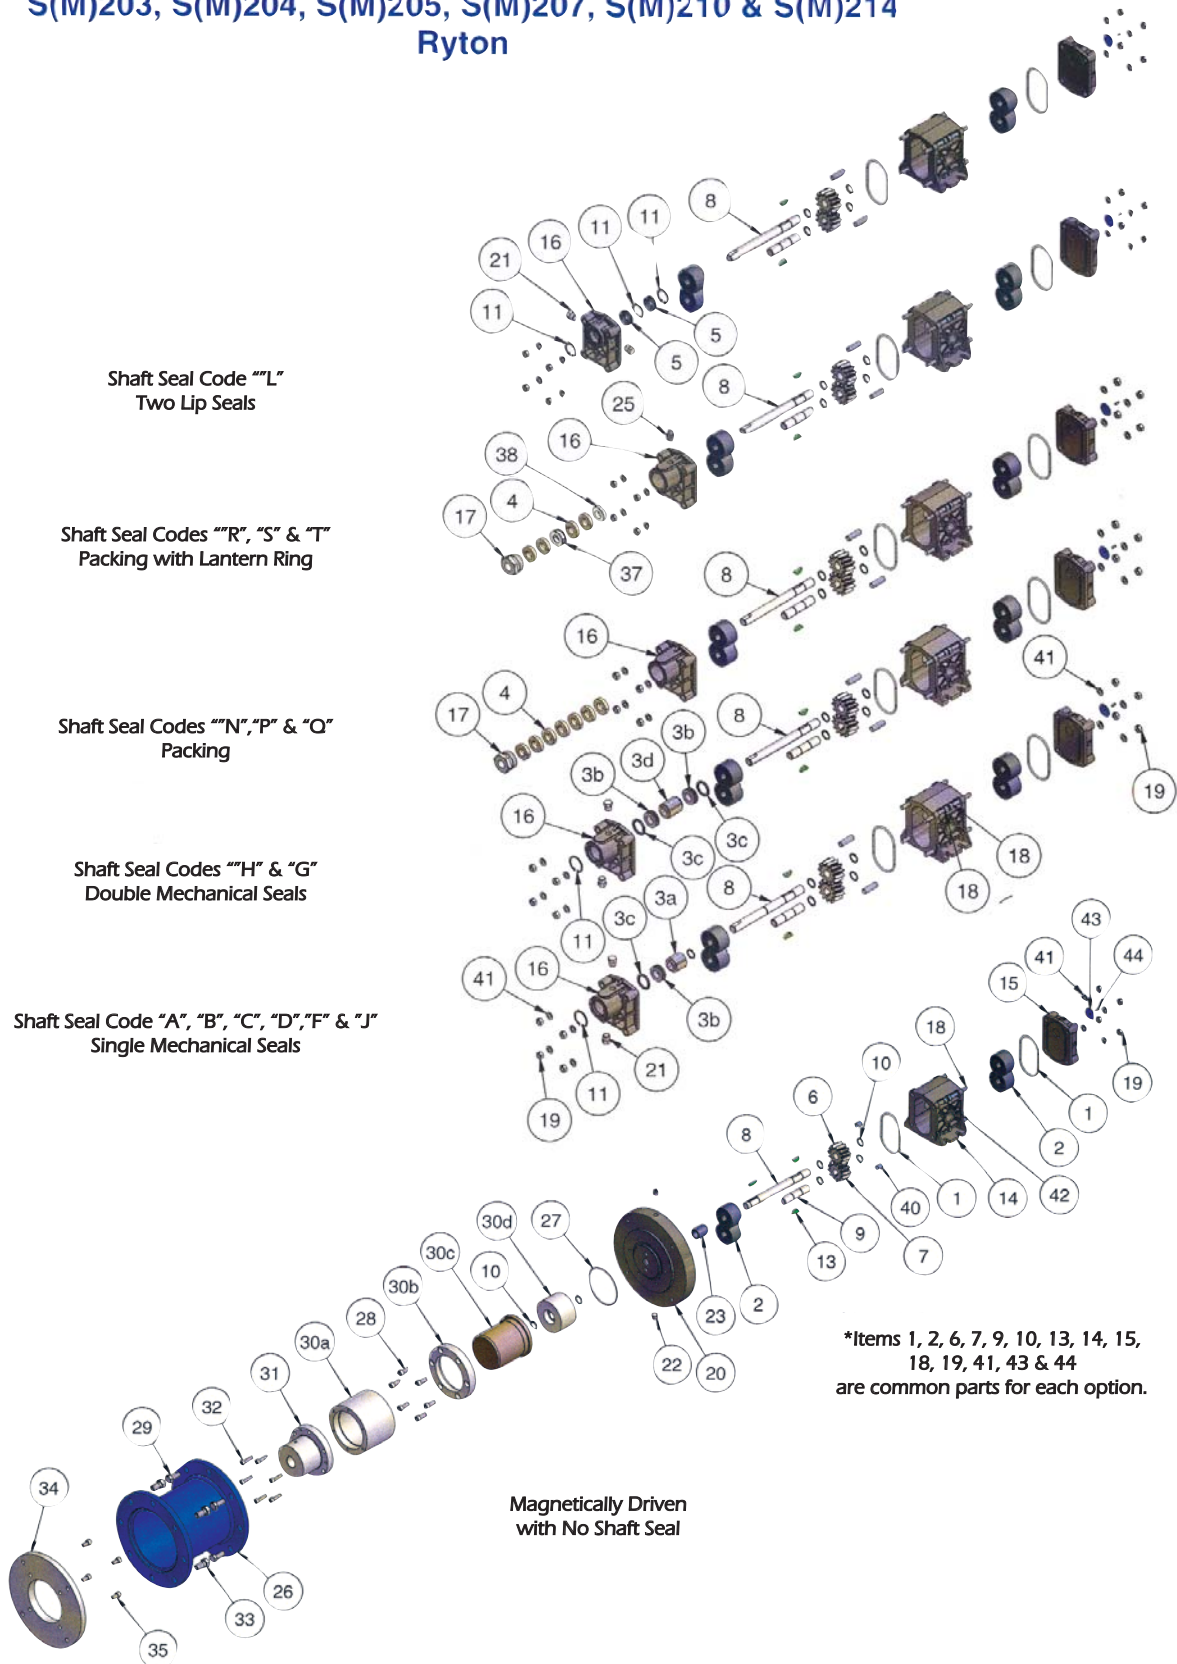 S(M)203, S(M)204, S(M)205, S(M)207, S(M)210 & S(M)214
Ryton
8
11
11
16
21
11
5
5
Shaft Seal Code “"L”
Two Lip Seals
8
25
16
38
4
17
37
Shaft Seal Codes “"R”, “S” & “T”
Packing with Lantern Ring
8
16
4
17
Shaft Seal Codes “"N”,“P” & “Q”
Packing
41
8
3b
3d
3b
16
19
3c
3c
18
18
11
Shaft Seal Codes “"H” & “G”
Double Mechanical Seals
8
3a
3c
16
41
3b
21
11
19
Shaft Seal Code “A”, “B”, “C”, “D”,“F” & “J”
Single Mechanical Seals
43
41
44
15
18
10
19
6
1
8
2
40
1
14
42
9
7
13
27
30d
30c
10
30b
2
23
22
20
28
30a
31
32
29
34
26
33
35
*Items 1, 2, 6, 7, 9, 10, 13, 14, 15,
18, 19, 41, 43 & 44
are common parts for each option.
Magnetically Driven
with No Shaft Seal